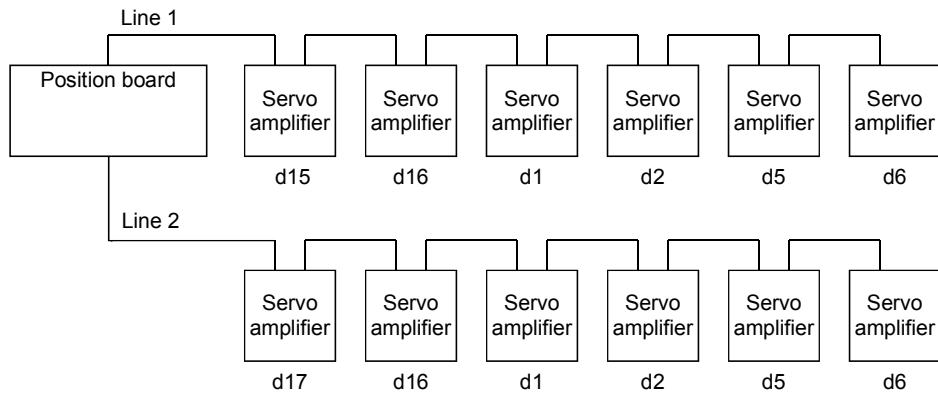 Line 1
Position board
Servo amplifier
Servo amplifier
Servo amplifier
Servo amplifier
Servo amplifier
Servo amplifier
d15 d16 d1 d2 d5 d6
Line 2
Servo amplifier
Servo amplifier
Servo amplifier
Servo amplifier
Servo amplifier
Servo amplifier
d17 d16 d1 d2 d5 d6